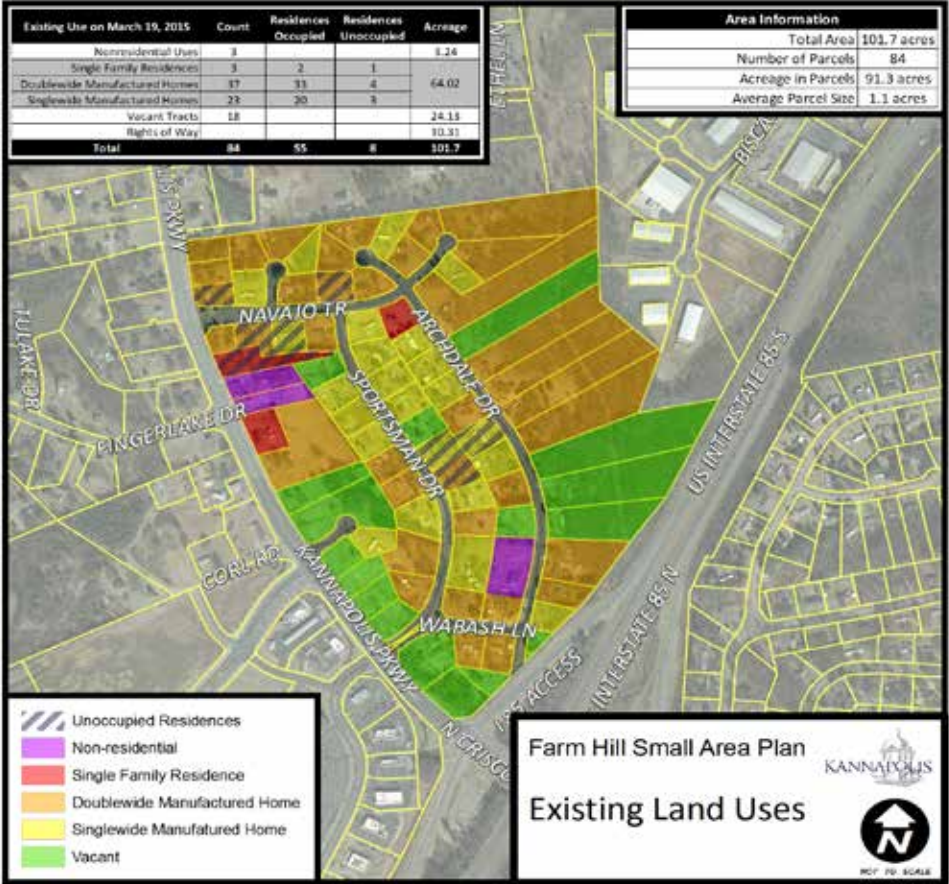 Existing Use on March 19, 2015 Count Residences Occupied Residences Unoccupied Acreage
Nonresidential Uses 3 3.24
Single Family Residences 3 2 1
Doublewide Manufactured Homes 37 33 4 64.02
Singlewide Manufactured Homes 23 20 3
Vacant Tracts 18 24.13
Rights of Way 10.31
Total 84 55 8 101.7
Area Information
Total Area 101.7 acres
Number of Parcels 84
Acreage in Parcels 91.3 acres
Average Parcel Size 1.1 acres
ETHEL LN
PKWY
NAVAJO TR
ARCHDALE DR
SPORTSMAN DR
TULAKE DR
FINGERLAKE DR
US INTERSTATE 85 S
CORL RD
KANNAPOLIS PKWY
WABASH LN
ACCESS
INTERSTATE 85 N
Unoccupied Residences
Non-residential
Single Family Residence
Doublewide Manufactured Home
Singlewide Manufatured Home
Vacant
Farm Hill Small Area Plan
KANNAPOLIS
Existing Land Uses
N
NOT TO SCALE